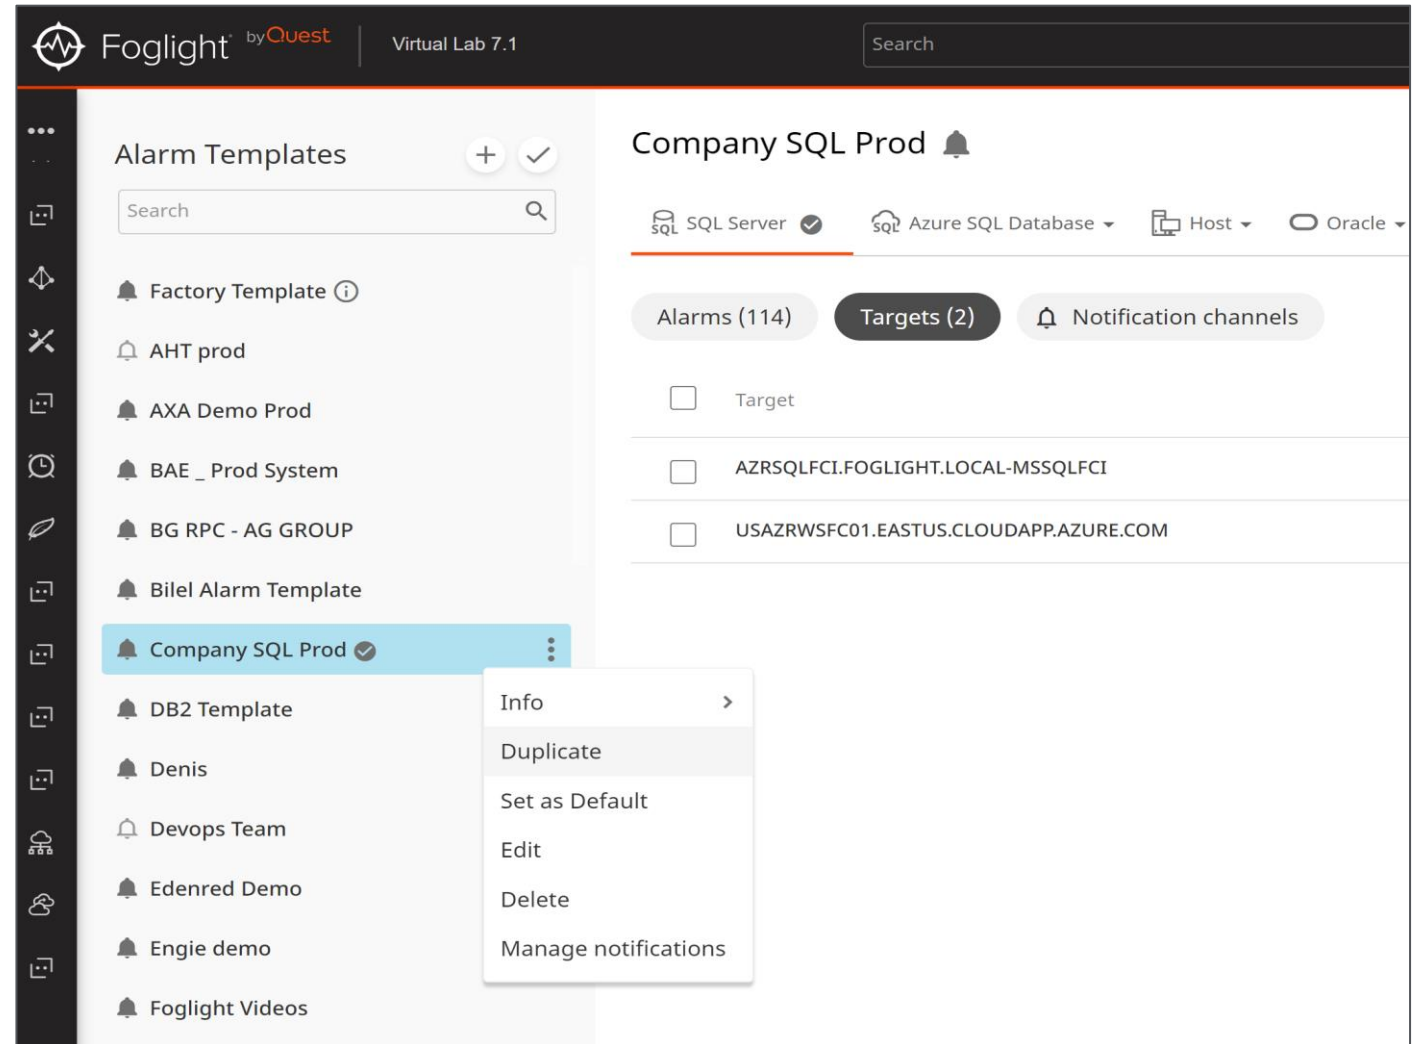 Foglight by Quest
Virtual Lab 7.1
Search
Alarm Templates
Search
Factory Template
AHT prod
AXA Demo Prod
BAE _ Prod System
BG RPC - AG GROUP
Bilel Alarm Template
Company SQL Prod
DB2 Template
Denis
Devops Team
Edenred Demo
Engie demo
Foglight Videos
Info
Duplicate
Set as Default
Edit
Delete
Manage notifications
Company SQL Prod
SQL SQL Server
SQL Azure SQL Database
Host
Oracle
Alarms (114)
Targets (2)
Notification channels
Target
AZRSQLFCI.FOGLIGHT.LOCAL-MSSQLFCI
USAZRWSFC01.EASTUS.CLOUDAPP.AZURE.COM